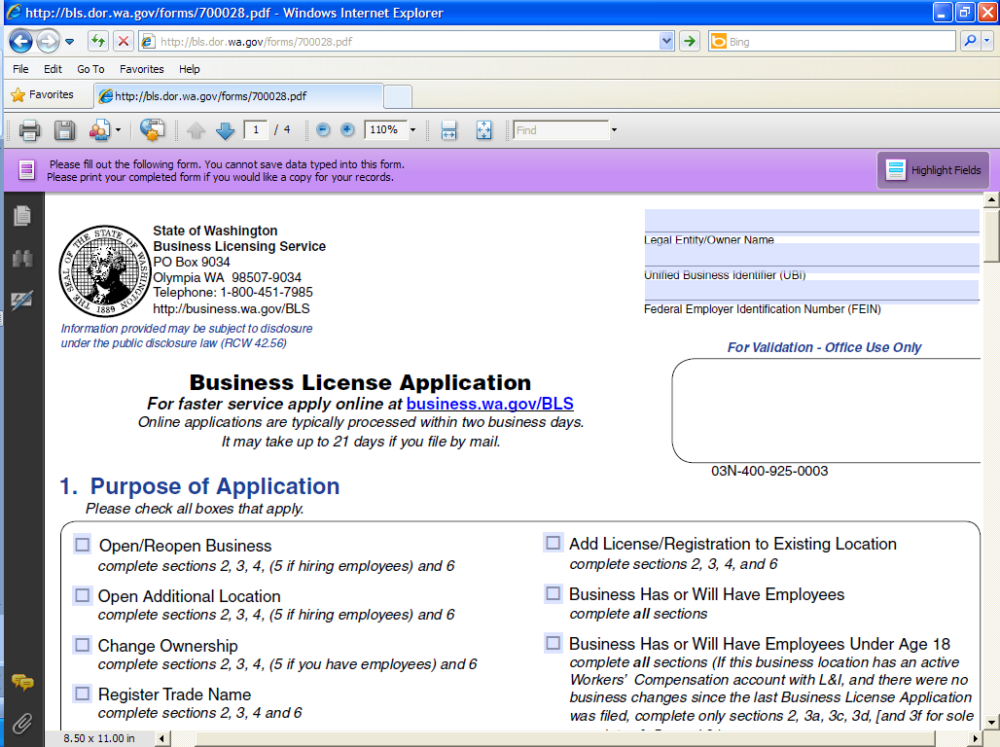 http://bls.dor.wa.gov/forms/700028.pdf - Windows Internet Explorer
http://bls.dor.wa.gov/forms/700028.pdf
Bing
File Edit Go To Favorites Help
Favorites
http://bls.dor.wa.gov/forms/700028.pdf
1 / 4
110%
Find
Please fill out the following form. You cannot save data typed into this form.
Please print your completed form if you would like a copy for your records.
Highlight Fields
THE SEAL OF THE STATE OF WASHINGTON
1889
State of Washington
Business Licensing Service
PO Box 9034
Olympia WA 98507-9034
Telephone: 1-800-451-7985
http://business.wa.gov/BLS
Information provided may be subject to disclosure
under the public disclosure law (RCW 42.56)
Legal Entity/Owner Name
Unified Business Identifier (UBI)
Federal Employer Identification Number (FEIN)
For Validation - Office Use Only
03N-400-925-0003
Business License Application
For faster service apply online at business.wa.gov/BLS
Online applications are typically processed within two business days.
It may take up to 21 days if you file by mail.
1. Purpose of Application
Please check all boxes that apply.
Open/Reopen Business
complete sections 2, 3, 4, (5 if hiring employees) and 6
Open Additional Location
complete sections 2, 3, 4, (5 if hiring employees) and 6
Change Ownership
complete sections 2, 3, 4, (5 if you have employees) and 6
Register Trade Name
complete sections 2, 3, 4 and 6
Add License/Registration to Existing Location
complete sections 2, 3, 4, and 6
Business Has or Will Have Employees
complete all sections
Business Has or Will Have Employees Under Age 18
complete all sections (If this business location has an active
Workers' Compensation account with L&I, and there were no
business changes since the last Business License Application
was filed, complete only sections 2, 3a, 3c, 3d, [and 3f for sole
8.50 x 11.00 in